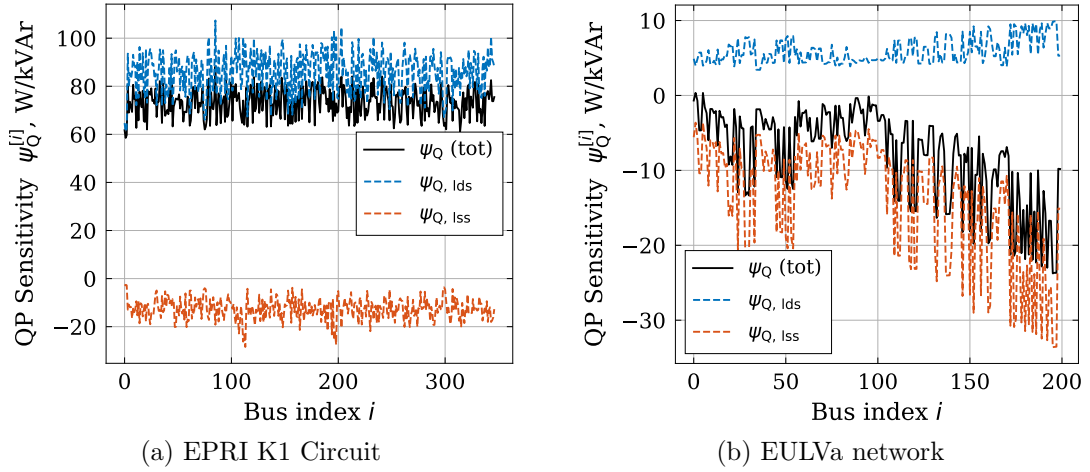 QP Sensitivity ψ_Q^[i], W/kVAr
100
80
60
40
20
0
−20
ψ_Q (tot)
ψ_Q, lds
ψ_Q, lss
0
100
200
300
Bus index i
(a) EPRI K1 Circuit
QP Sensitivity ψ_Q^[i], W/kVAr
10
0
−10
−20
−30
ψ_Q (tot)
ψ_Q, lds
ψ_Q, lss
0
50
100
150
200
Bus index i
(b) EULVa network